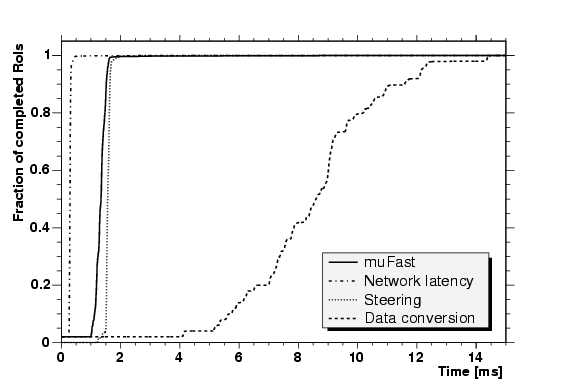 Fraction of completed RoIs
1
0.8
0.6
0.4
0.2
0
muFast
Network latency
Steering
Data conversion
0 2 4 6 8 10 12 14
Time [ms]